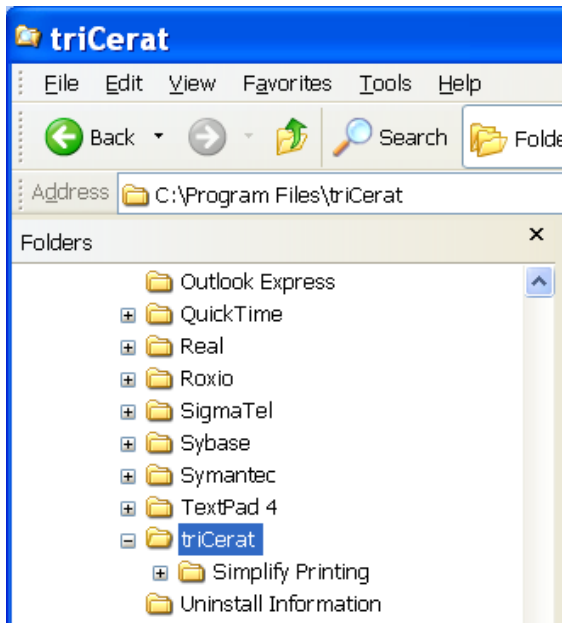 triCerat
File Edit View Favorites Tools Help
Back Search Folde
Address C:\Program Files\triCerat
Folders
Outlook Express
QuickTime
Real
Roxio
SigmaTel
Sybase
Symantec
TextPad 4
triCerat
Simplify Printing
Uninstall Information